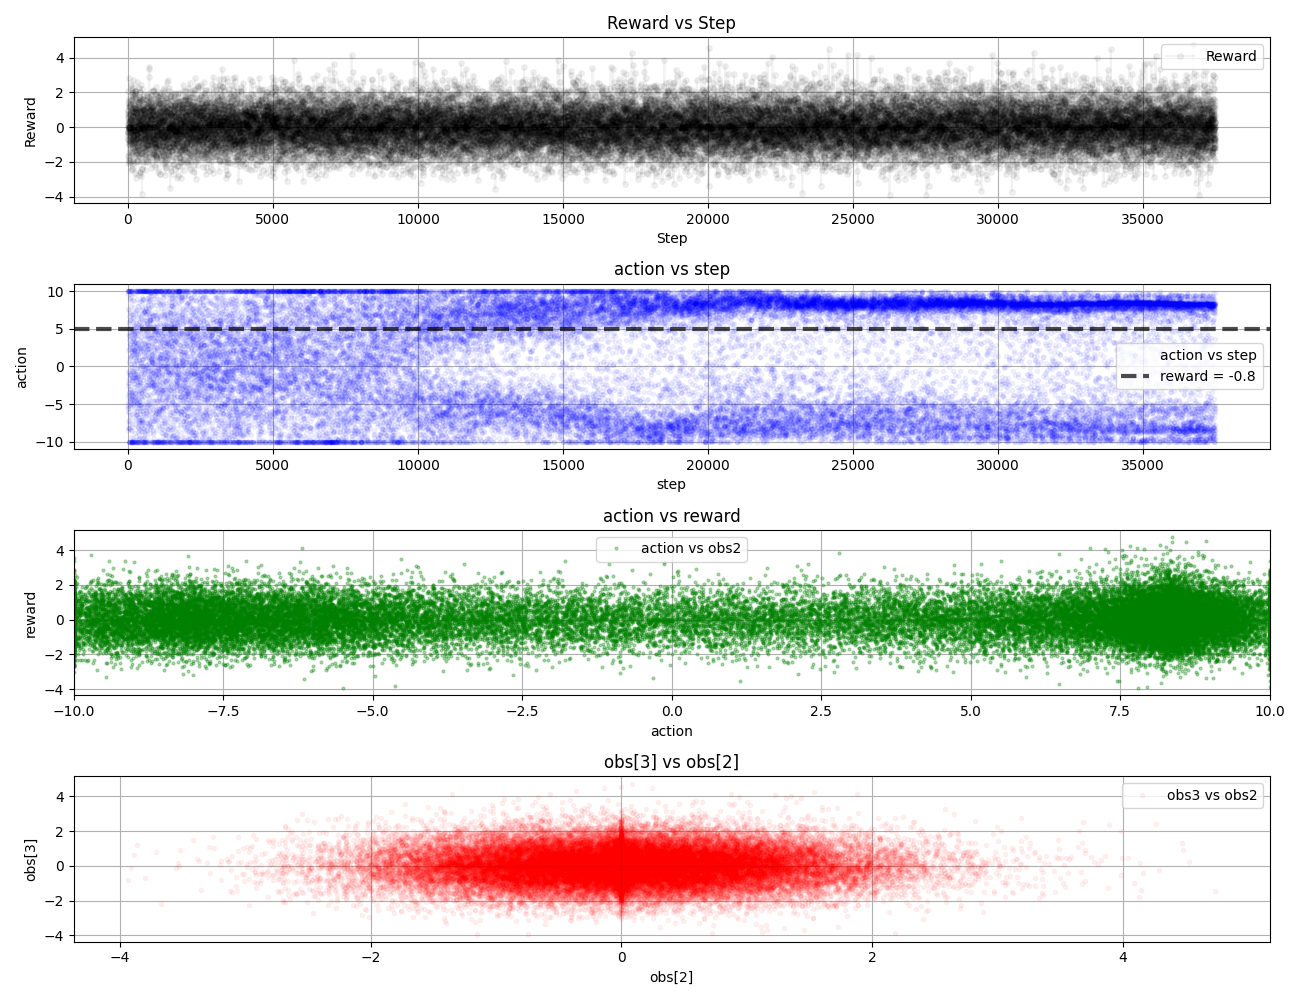 Reward vs Step
4
2
0
−2
−4
Reward
Reward
0 5000 10000 15000 20000 25000 30000 35000
Step
action vs step
10
5
0
−5
−10
action
action vs step
reward = -0.8
0 5000 10000 15000 20000 25000 30000 35000
step
action vs reward
4
2
0
−2
−4
reward
action vs obs2
−10.0 −7.5 −5.0 −2.5 0.0 2.5 5.0 7.5 10.0
action
obs[3] vs obs[2]
4
2
0
−2
−4
obs[3]
obs3 vs obs2
−4 −2 0 2 4
obs[2]